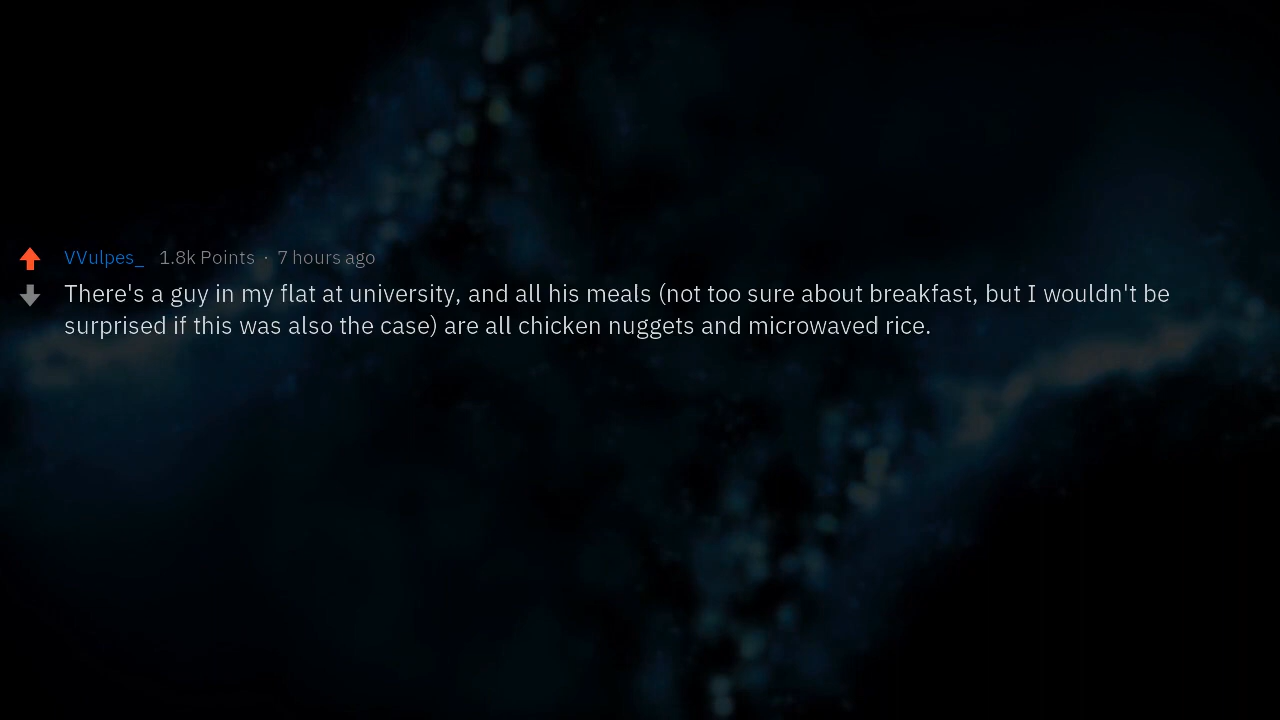 VVulpes_ 1.8k Points · 7 hours ago
There's a guy in my flat at university, and all his meals (not too sure about breakfast, but I wouldn't be
surprised if this was also the case) are all chicken nuggets and microwaved rice.